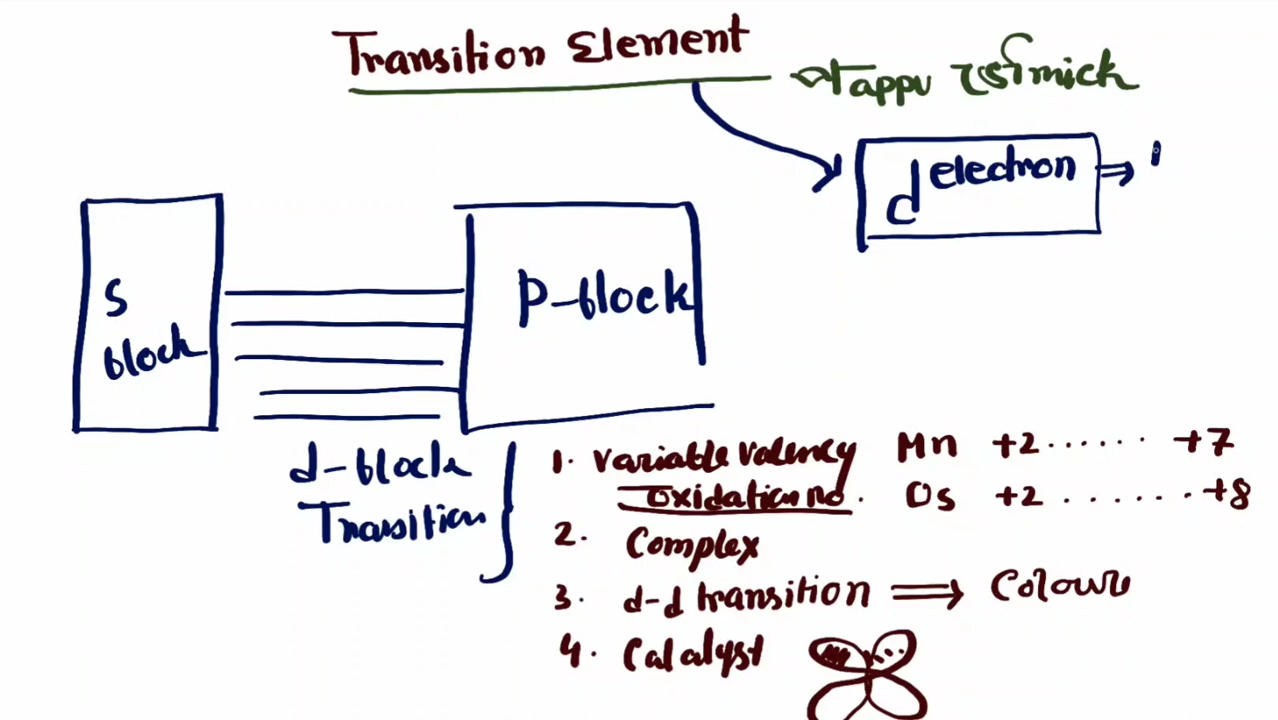 Transition Element
Tappu mick
d electron ⇒
S
block
P-block
d-block
Transition
1. variable valency Mn +2 ...... +7
oxidation no. Os +2 ....... +8
2. Complex
3. d-d transition ⇒ Colour
4. Catalyst